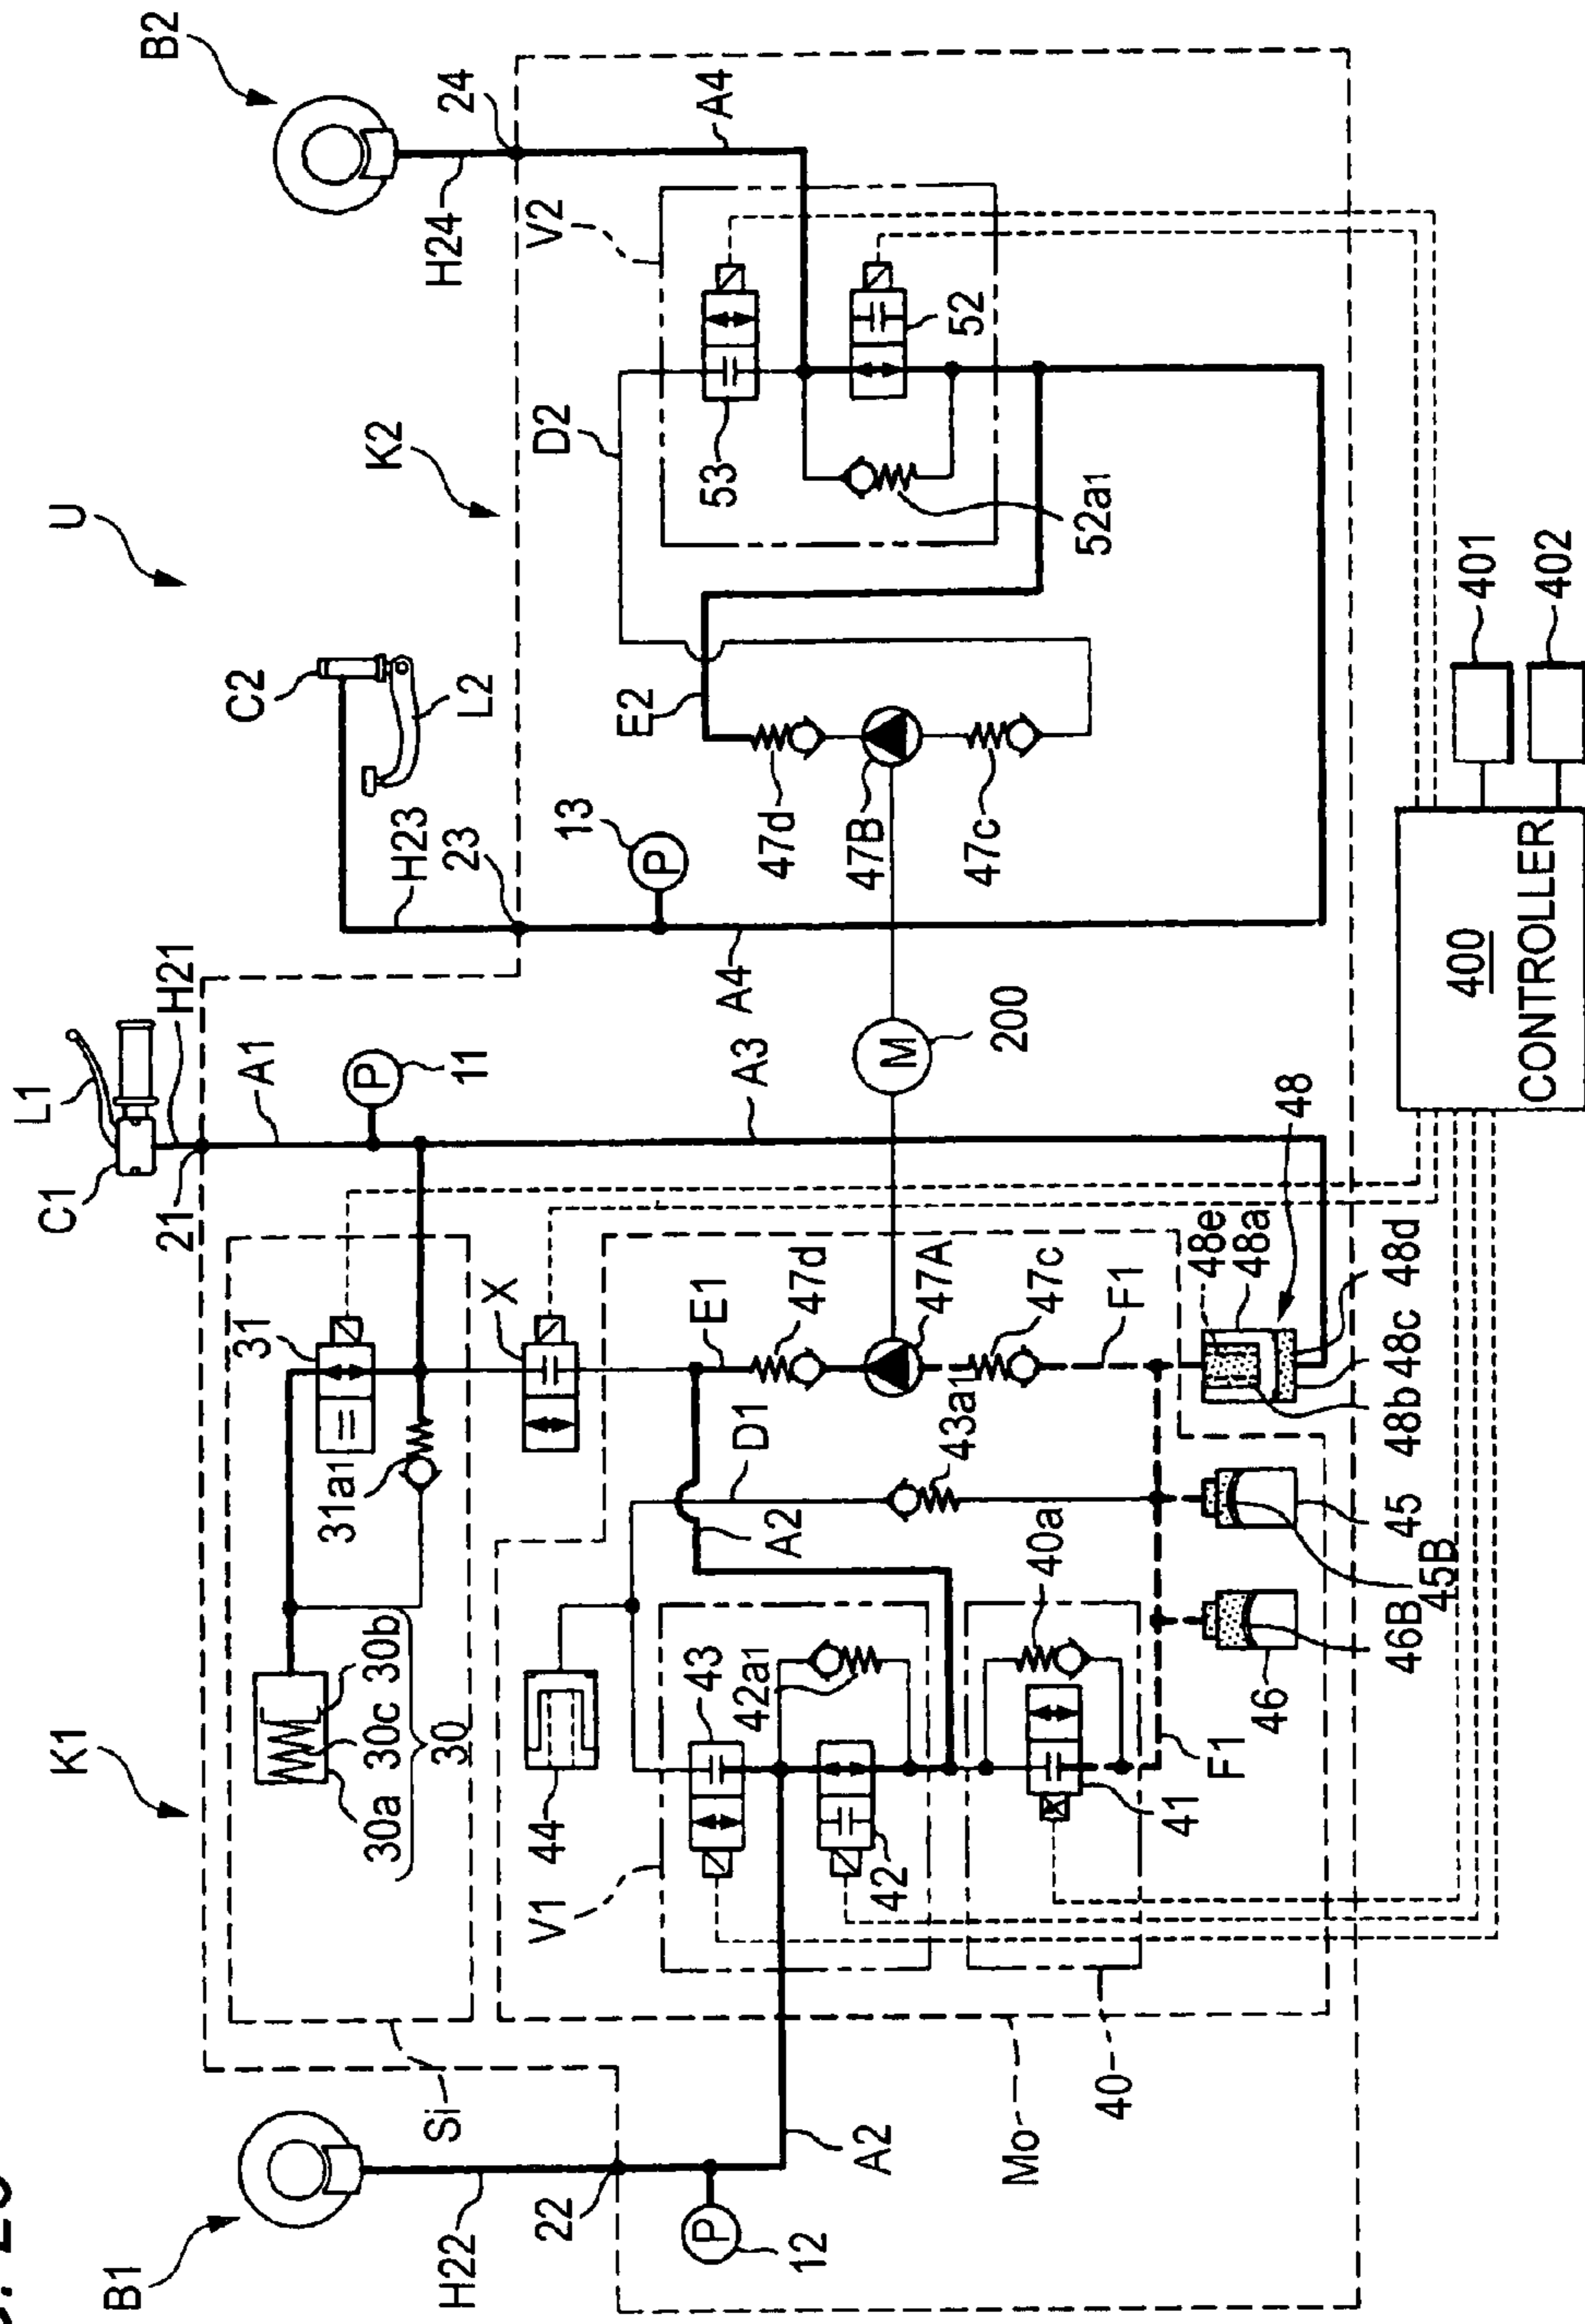 B1
K1
U
B2
C1
L1
21
H21
A1
C2
L2
H23
23
K2
H24
24
A4
H22
22
Si
30a
30c
30b
30
31
31a1
X
P
11
P
13
V2
D2
53
52
52a1
E2
47d
47B
47c
P
12
A2
V1
44
43
42a1
42
A2
D1
43a1
E1
47d
47A
47c
F1
A4
A3
M
200
Mo
40
41
40a
F1
46
46B
45B
45
48b
48c
48d
48e
48a
48
400
CONTROLLER
401
402